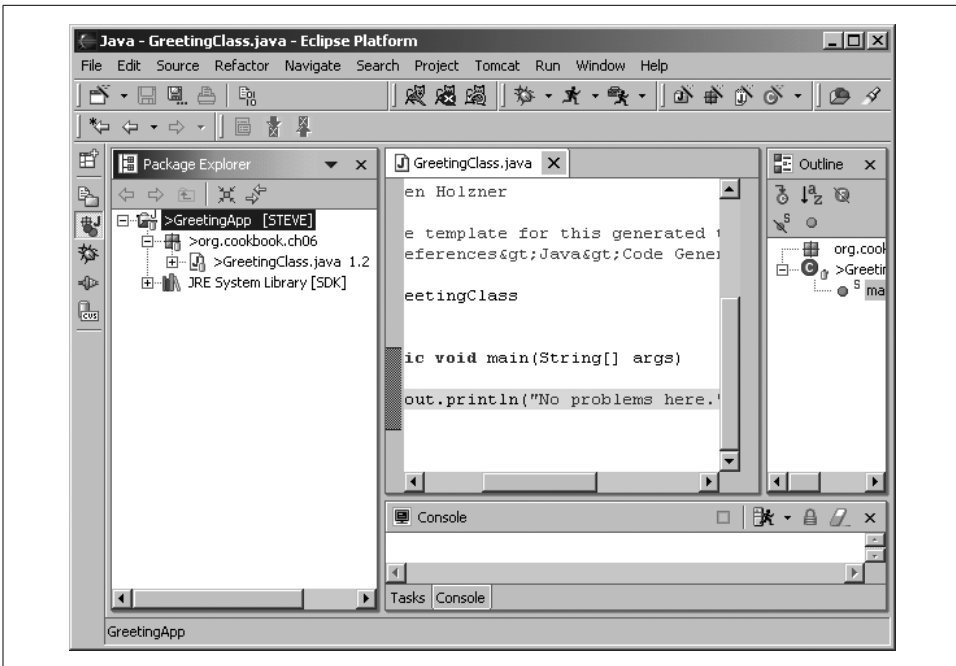 Java - GreetingClass.java - Eclipse Platform
File Edit Source Refactor Navigate Search Project Tomcat Run Window Help
Package Explorer
>GreetingApp [STEVE]
>org.cookbook.ch06
>GreetingClass.java 1.2
JRE System Library [SDK]
GreetingClass.java
en Holzner
e template for this generated t
eferences&gt;Java&gt;Code Gener
eetingClass
ic void main(String[] args)
out.println("No problems here.'
Outline
org.cook
>Greetin
ma
Console
Tasks Console
GreetingApp